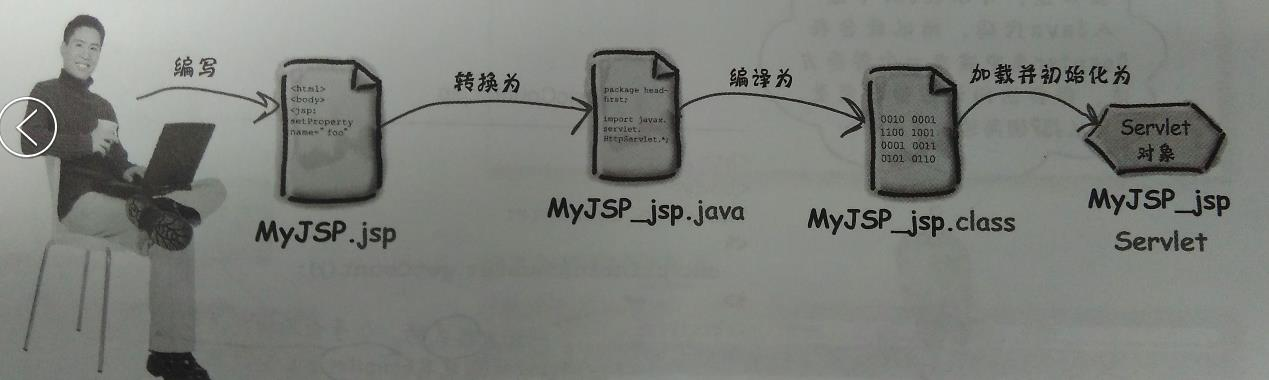 编写
转换为
编译为
加载并初始化为
<html>
<body>
<jsp:
setProperty
name="foo"
package head-
first;
import javax.
servlet.
HttpServlet.*;
0010 0001
1100 1001
0001 0011
0101 0110
Servlet
对象
MyJSP.jsp
MyJSP_jsp.java
MyJSP_jsp.class
MyJSP_jsp
Servlet